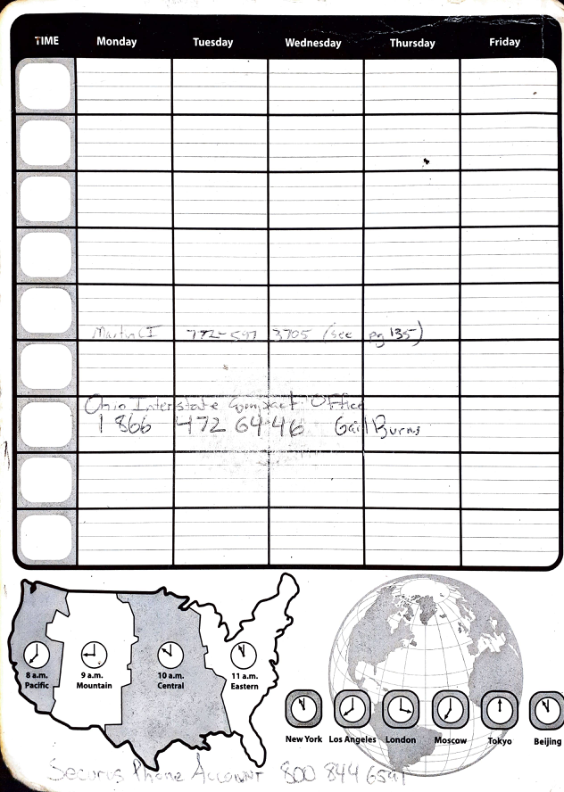 TIME Monday Tuesday Wednesday Thursday Friday
Martin CI 772-597 3705 (see pg 135)
Ohio Interstate Compact Office
1 866 472 6446 Gail Burns
8 a.m. Pacific
9 a.m. Mountain
10 a.m. Central
11 a.m. Eastern
New York Los Angeles London Moscow Tokyo Beijing
Securus Phone Account 800 844 6591